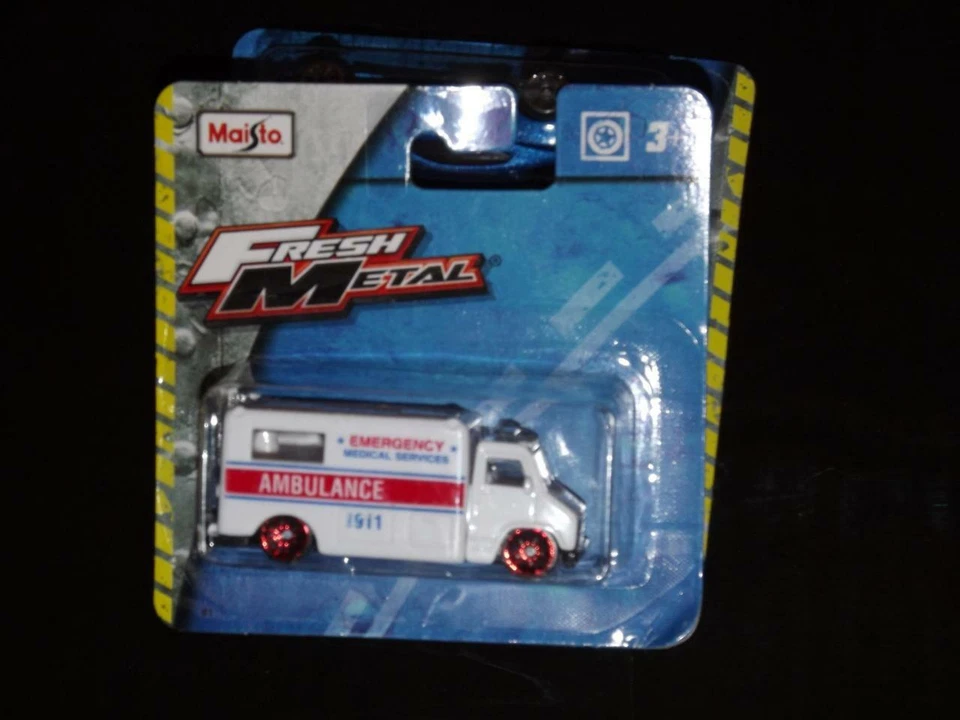 Maisto
3+
FRESH
METAL®
★ EMERGENCY ★
MEDICAL SERVICES
AMBULANCE
911